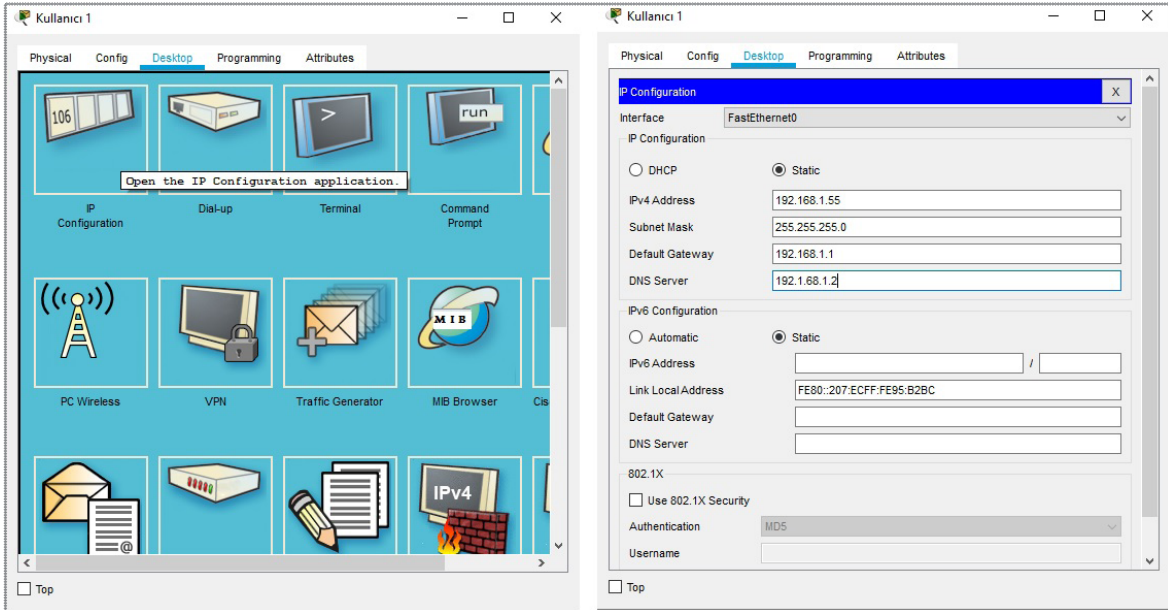 Kullanıcı 1
Physical Config Desktop Programming Attributes
106
>
run
Open the IP Configuration application.
IP Configuration
Dial-up
Terminal
Command Prompt
MIB
PC Wireless
VPN
Traffic Generator
MIB Browser
Cis
@
IPv4
Top
Kullanıcı 1
Physical Config Desktop Programming Attributes
IP Configuration X
Interface FastEthernet0
IP Configuration
DHCP Static
IPv4 Address 192.168.1.55
Subnet Mask 255.255.255.0
Default Gateway 192.168.1.1
DNS Server 192.1.68.1.2
IPv6 Configuration
Automatic Static
IPv6 Address /
Link Local Address FE80::207:ECFF:FE95:B2BC
Default Gateway
DNS Server
802.1X
Use 802.1X Security
Authentication MD5
Username
Top